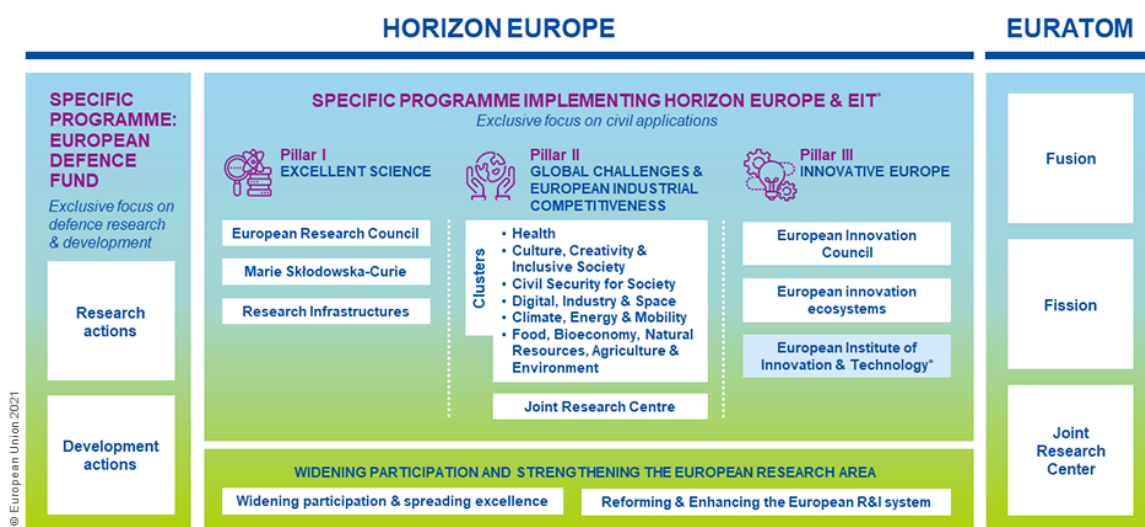 HORIZON EUROPE
EURATOM
SPECIFIC
PROGRAMME:
EUROPEAN
DEFENCE
FUND
Exclusive focus on
defence research
& development
Research
actions
Development
actions
SPECIFIC PROGRAMME IMPLEMENTING HORIZON EUROPE & EIT*
Exclusive focus on civil applications
Pillar I
EXCELLENT SCIENCE
European Research Council
Marie Skłodowska-Curie
Research Infrastructures
Pillar II
GLOBAL CHALLENGES &
EUROPEAN INDUSTRIAL
COMPETITIVENESS
Clusters
• Health
• Culture, Creativity &
Inclusive Society
• Civil Security for Society
• Digital, Industry & Space
• Climate, Energy & Mobility
• Food, Bioeconomy, Natural
Resources, Agriculture &
Environment
Joint Research Centre
Pillar III
INNOVATIVE EUROPE
European Innovation
Council
European innovation
ecosystems
European Institute of
Innovation & Technology*
WIDENING PARTICIPATION AND STRENGTHENING THE EUROPEAN RESEARCH AREA
Widening participation & spreading excellence
Reforming & Enhancing the European R&I system
Fusion
Fission
Joint
Research
Center
© European Union 2021